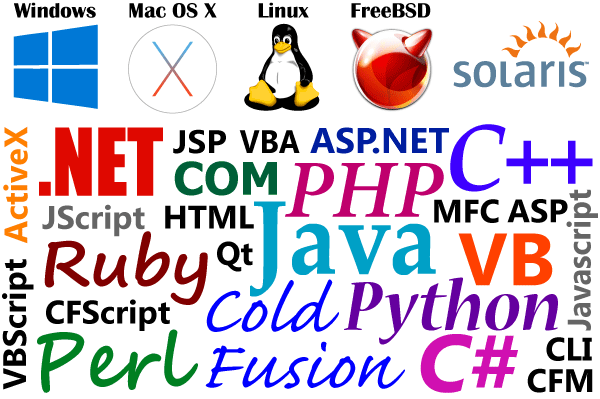 Windows
Mac OS X
Linux
FreeBSD
solaris™
ActiveX
.NET
JSP
VBA
ASP.NET
C++
COM
PHP
JScript
HTML
Java
MFC
ASP
Javascript
Ruby
Qt
VB
VBScript
CFScript
Cold
Fusion
Python
Perl
C#
CLI
CFM